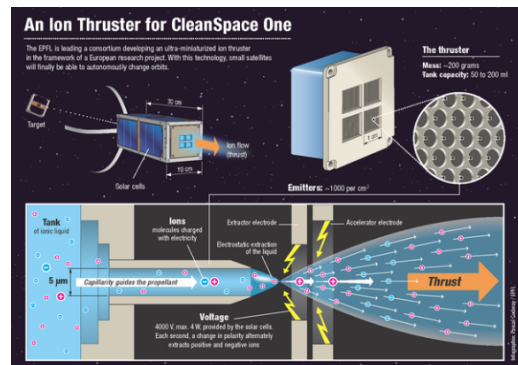 An Ion Thruster for CleanSpace One
The EPFL is leading a consortium developing an ultra-miniaturized ion thruster
in the framework of a European research project. With this technology, small satellites
will finally be able to autonomously change orbits.
The thruster
Mass: ~200 grams
Tank capacity: 50 to 200 ml
30 cm
Target
Ion flow
(thrust)
10 cm
Solar cells
1 cm
Emitters: ~1000 per cm²
Tank
of ionic liquid
Ions
molecules charged
with electricity
Extractor electrode
Accelerator electrode
Electrostatic extraction
of the liquid
5 µm
Capillarity guides the propellant
Thrust
Voltage
4000 V, max. 4 W, provided by the solar cells.
Each second, a change in polarity alternately
extracts positive and negative ions